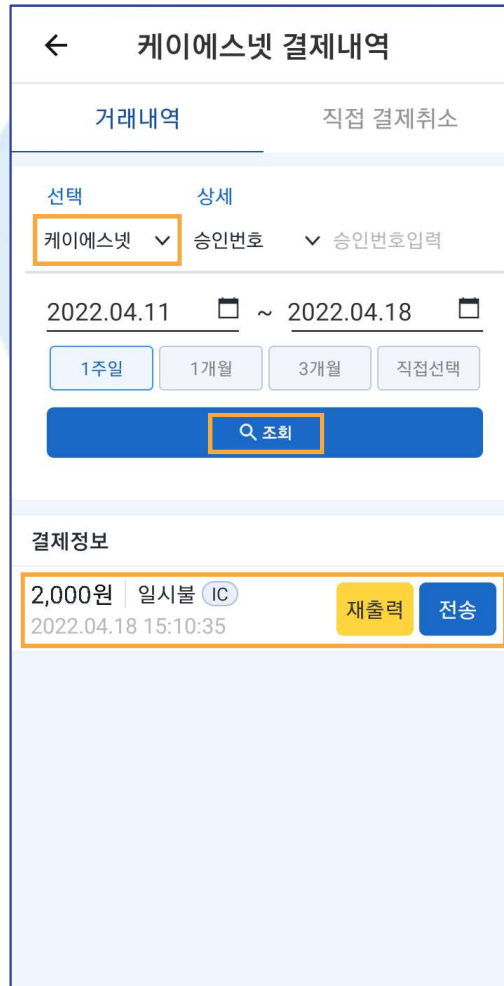 케이에스넷 결제내역
거래내역 직접 결제취소
선택 상세
케이에스넷 승인번호 승인번호입력
2022.04.11 ~ 2022.04.18
1주일 1개월 3개월 직접선택
조회
결제정보
2,000원 일시불 IC
2022.04.18 15:10:35
재출력 전송